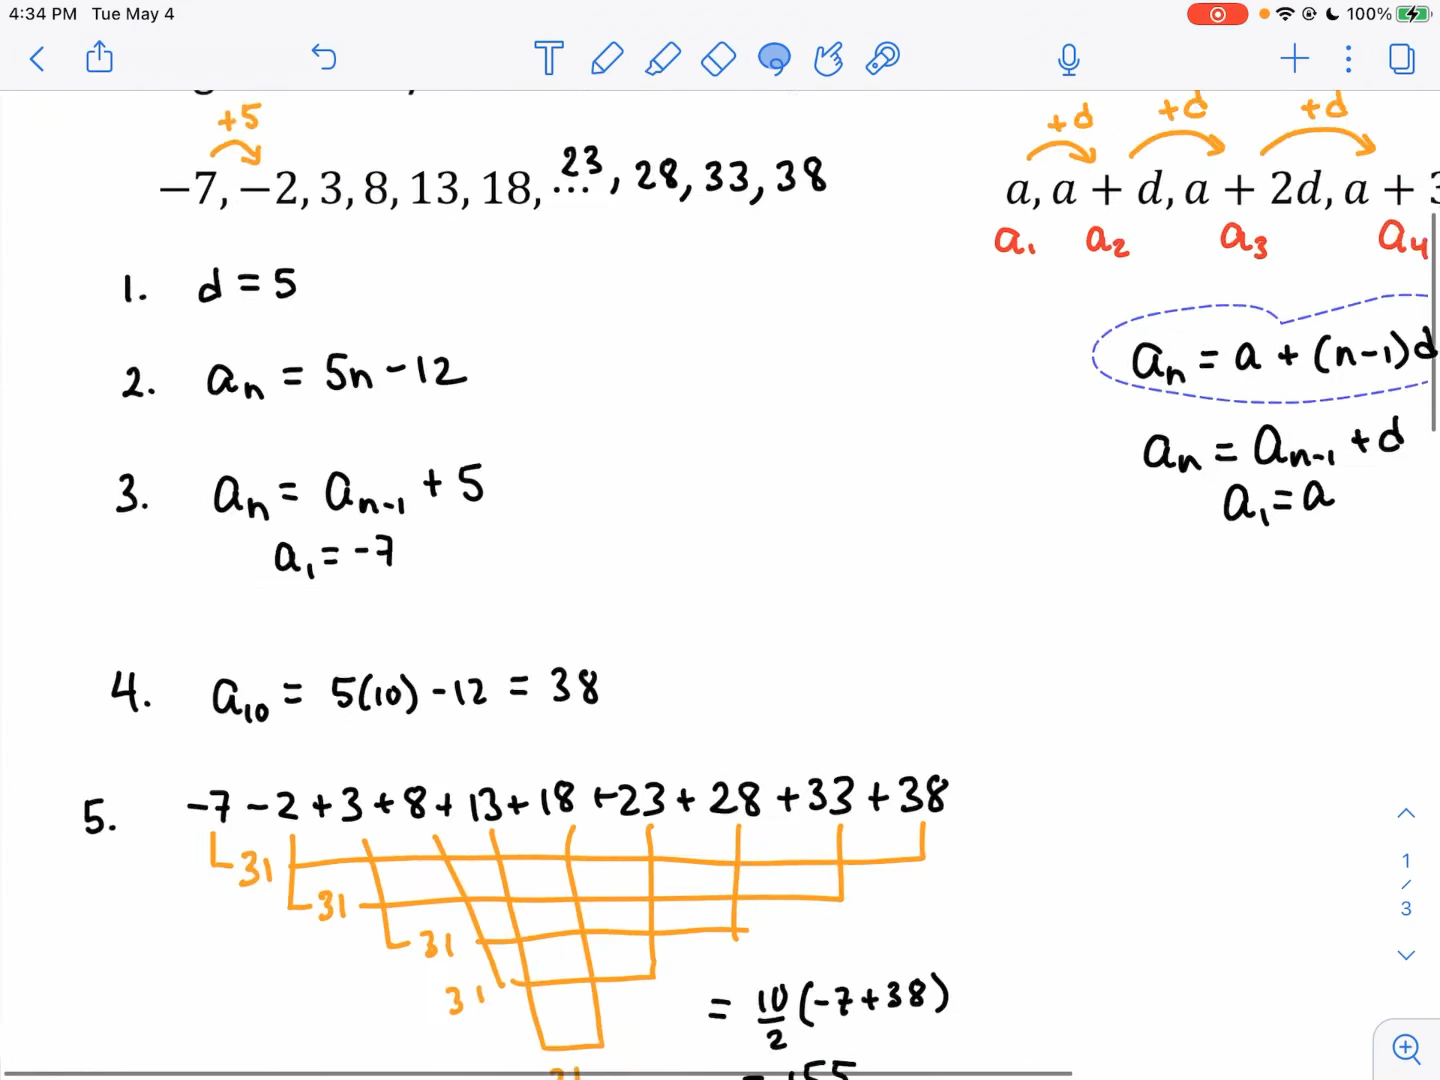 4:34 PM Tue May 4
100%
T
+5
+d +d +d
−7, −2, 3, 8, 13, 18, ... 23, 28, 33, 38
a, a + d, a + 2d, a + 3
a₁ a₂ a₃ a₄
1. d = 5
aₙ = a + (n-1)d
2. aₙ = 5n - 12
aₙ = aₙ₋₁ + d
a₁ = a
3. aₙ = aₙ₋₁ + 5
a₁ = -7
4. a₁₀ = 5(10) - 12 = 38
5. -7 - 2 + 3 + 8 + 13 + 18 + 23 + 28 + 33 + 38
31
31
31
31
= 10/2 (-7+38)
1
/
3